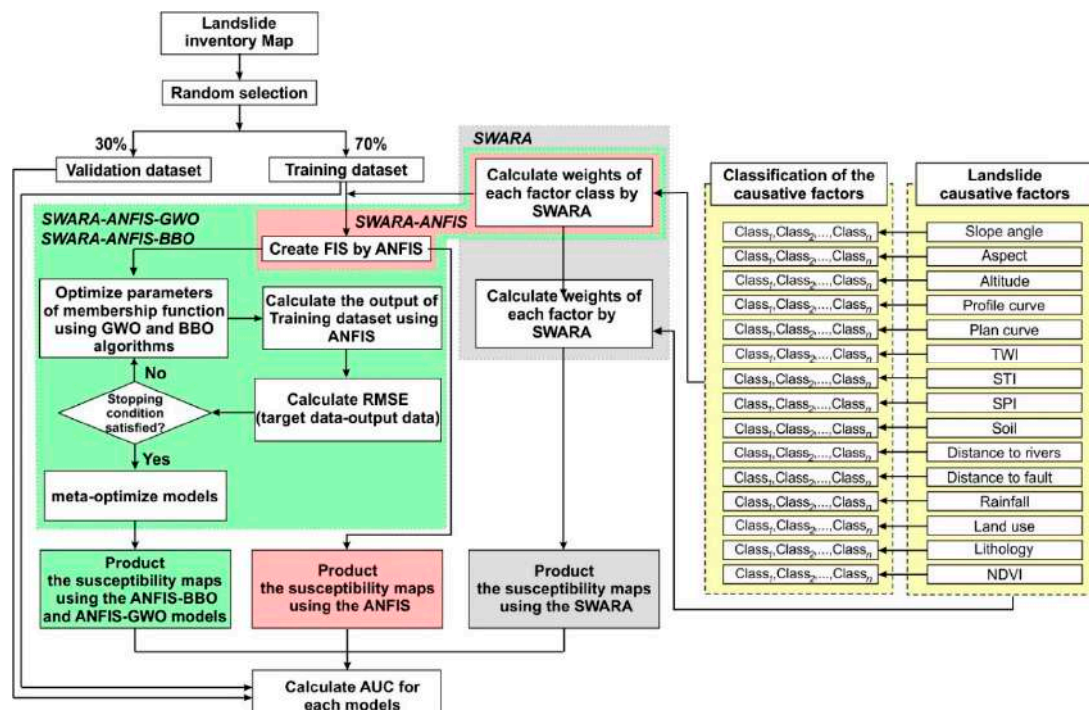 Landslide
inventory Map
Random selection
30%
70%
Validation dataset
Training dataset
SWARA
Calculate weights of
each factor class by
SWARA
SWARA-ANFIS-GWO
SWARA-ANFIS-BBO
SWARA-ANFIS
Create FIS by ANFIS
Optimize parameters
of membership function
using GWO and BBO
algorithms
Calculate the output of
Training dataset using
ANFIS
Calculate weights of
each factor by
SWARA
No
Stopping
condition
satisfied?
Calculate RMSE
(target data-output data)
Yes
meta-optimize models
Product
the susceptibility maps
using the ANFIS-BBO
and ANFIS-GWO models
Product
the susceptibility maps
using the ANFIS
Product
the susceptibility maps
using the SWARA
Calculate AUC for
each models
Classification of the
causative factors
Landslide
causative factors
Class1,Class2,...,Classn
Slope angle
Class1,Class2,...,Classn
Aspect
Class1,Class2,...,Classn
Altitude
Class1,Class2,...,Classn
Profile curve
Class1,Class2,...,Classn
Plan curve
Class1,Class2,...,Classn
TWI
Class1,Class2,...,Classn
STI
Class1,Class2,...,Classn
SPI
Class1,Class2,...,Classn
Soil
Class1,Class2,...,Classn
Distance to rivers
Class1,Class2,...,Classn
Distance to fault
Class1,Class2,...,Classn
Rainfall
Class1,Class2,...,Classn
Land use
Class1,Class2,...,Classn
Lithology
Class1,Class2,...,Classn
NDVI